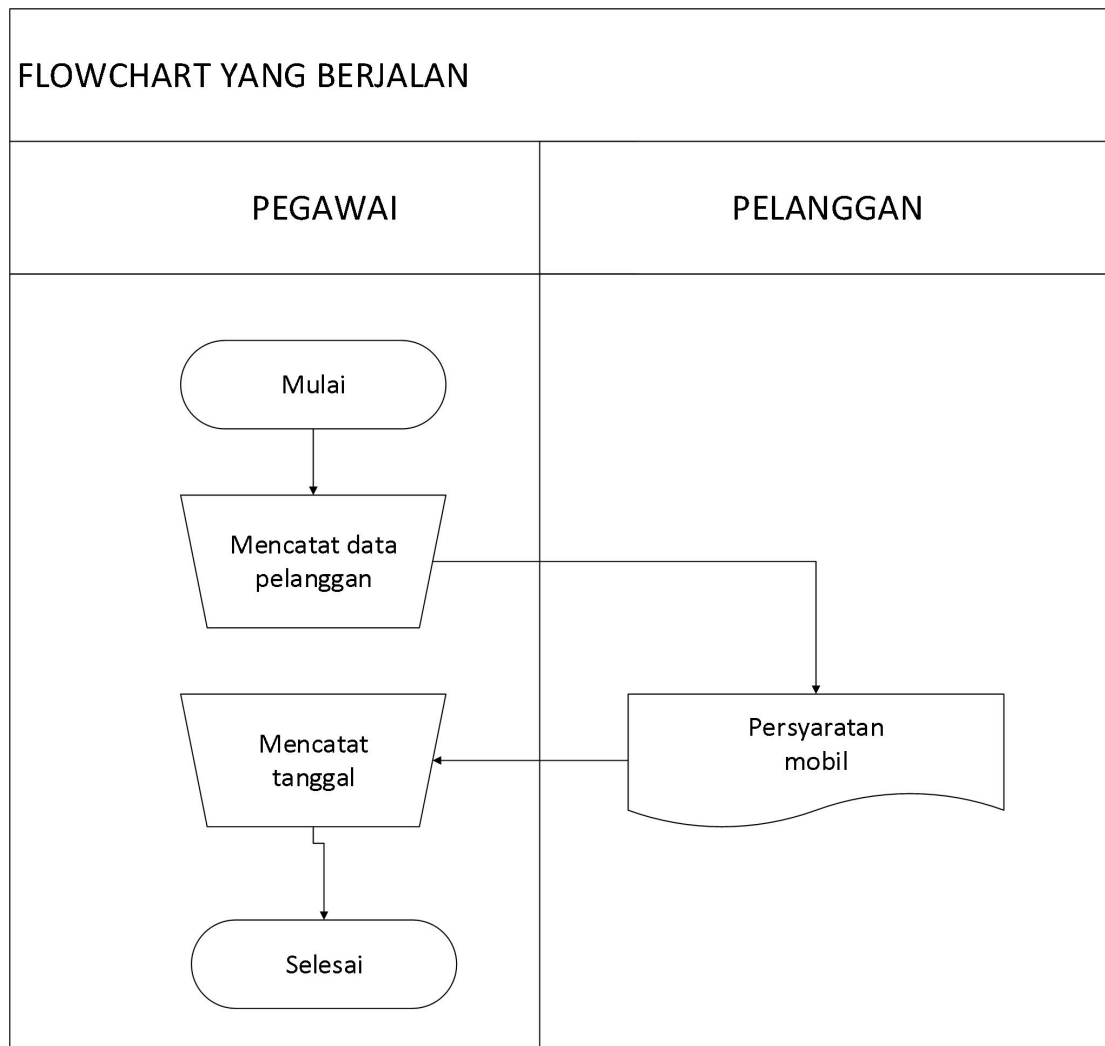 FLOWCHART YANG BERJALAN
PEGAWAI
PELANGGAN
Mulai
Mencatat data
pelanggan
Persyaratan
mobil
Mencatat
tanggal
Selesai